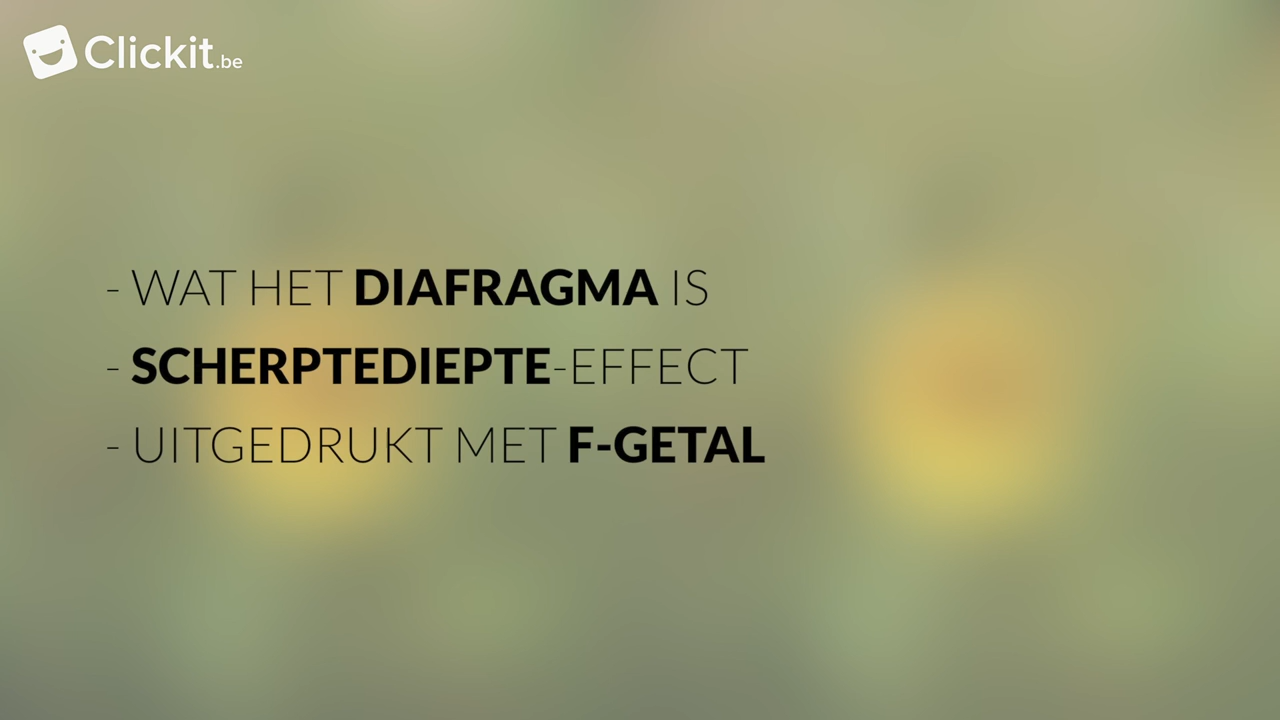 Clickit.be
- WAT HET DIAFRAGMA IS
- SCHERPTEDIEPTE-EFFECT
- UITGEDRUKT MET F-GETAL